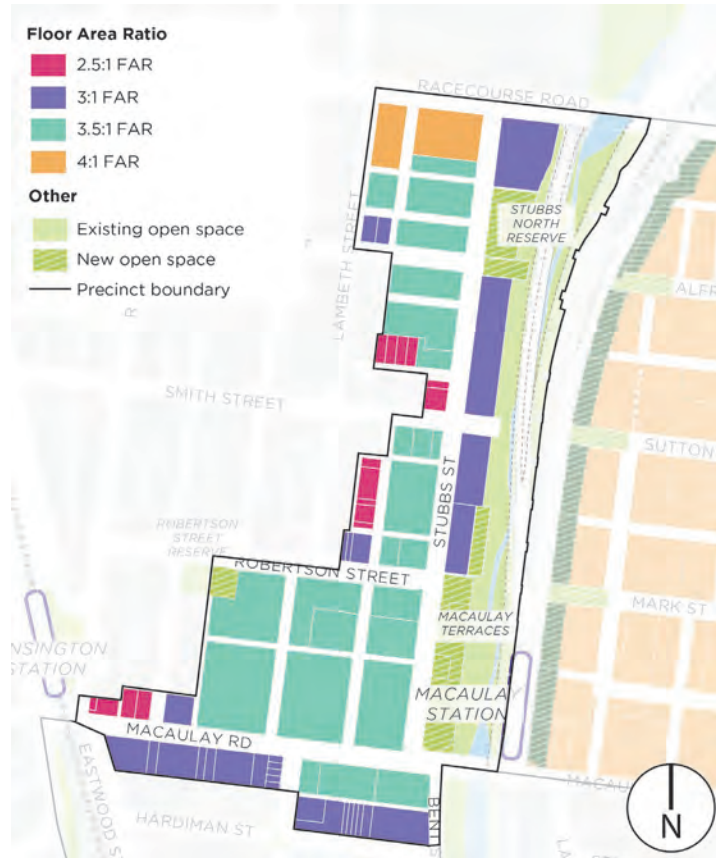 Floor Area Ratio
2.5:1 FAR
3:1 FAR
3.5:1 FAR
4:1 FAR
Other
Existing open space
New open space
Precinct boundary
RACECOURSE ROAD
LAMBETH STREET
STUBBS
NORTH
RESERVE
R
SMITH STREET
SUTTON
STUBBS ST
ROBERTSON
STREET
RESERVE
ROBERTSON STREET
MARK ST
MACAULAY
TERRACES
NSINGTON
STATION
MACAULAY
STATION
MACAULAY RD
EASTWOOD S
HARDIMAN ST
BENT
MACAU
N